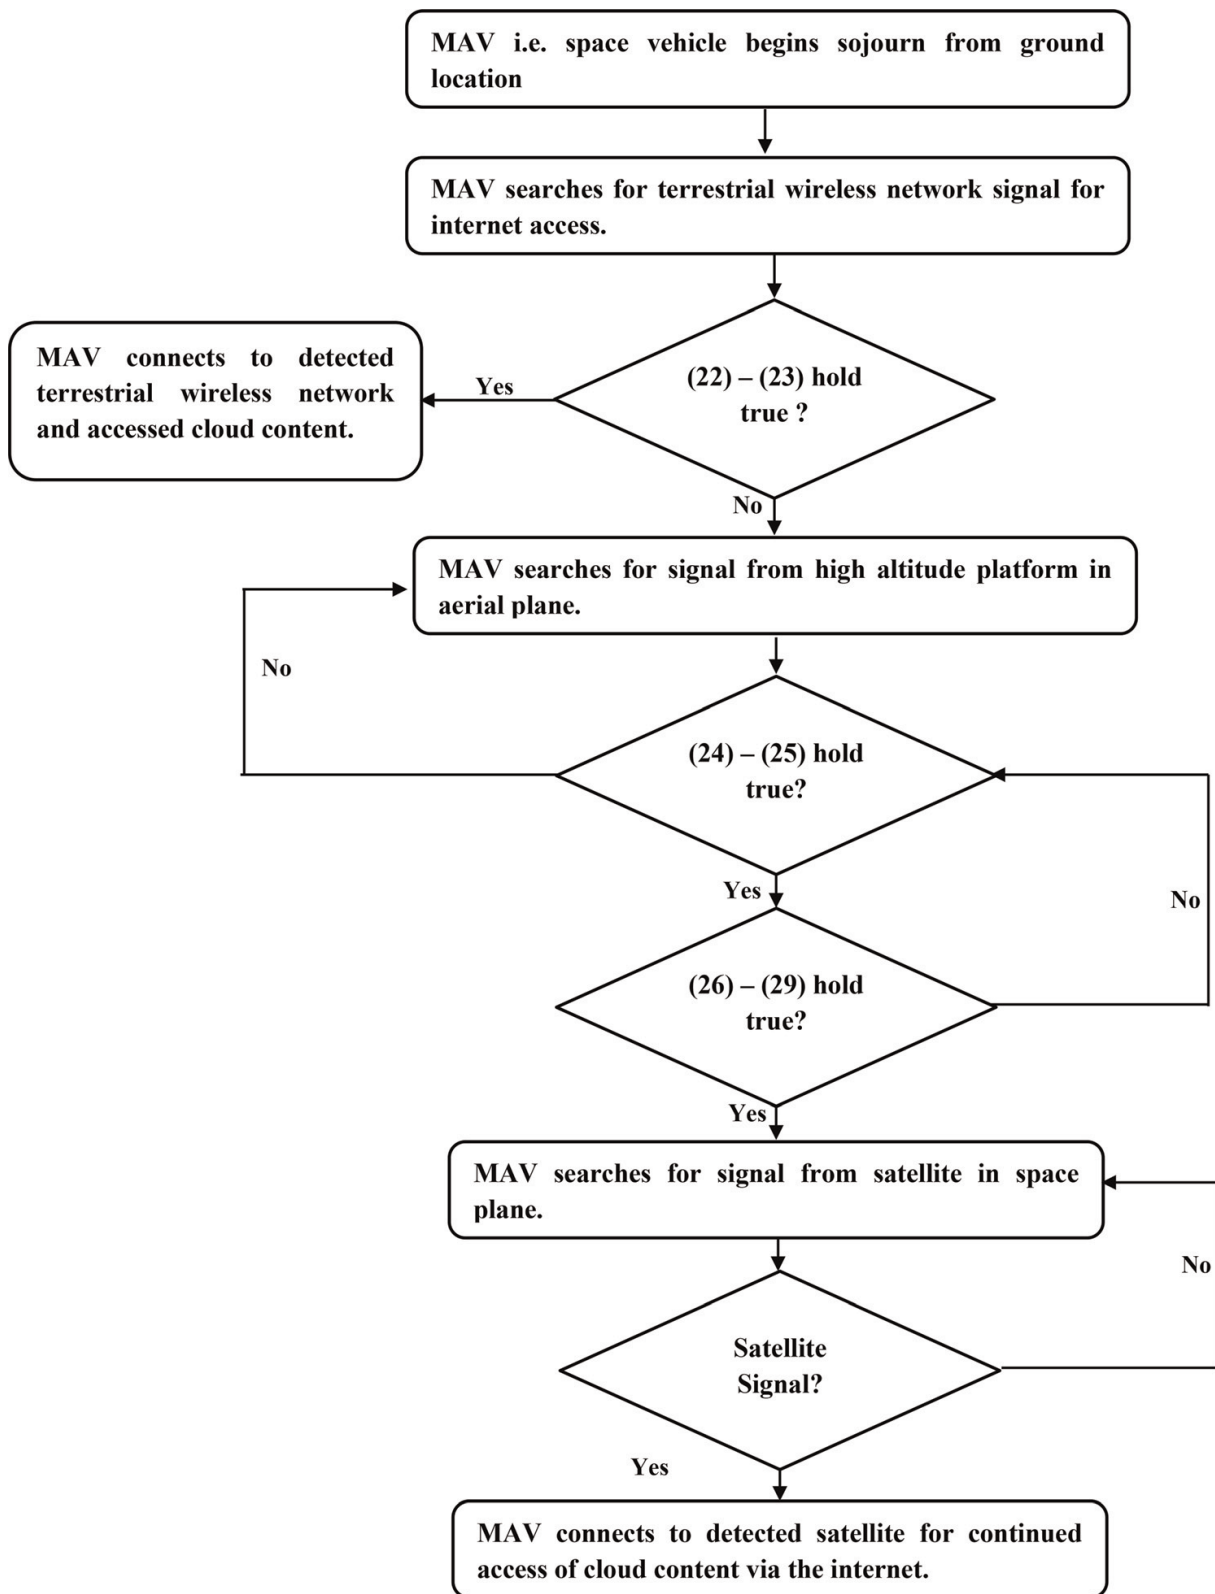 MAV i.e. space vehicle begins sojourn from ground
location
MAV searches for terrestrial wireless network signal for
internet access.
(22) – (23) hold
true ?
Yes
MAV connects to detected
terrestrial wireless network
and accessed cloud content.
No
MAV searches for signal from high altitude platform in
aerial plane.
No
(24) – (25) hold
true?
Yes
No
(26) – (29) hold
true?
Yes
MAV searches for signal from satellite in space
plane.
No
Satellite
Signal?
Yes
MAV connects to detected satellite for continued
access of cloud content via the internet.